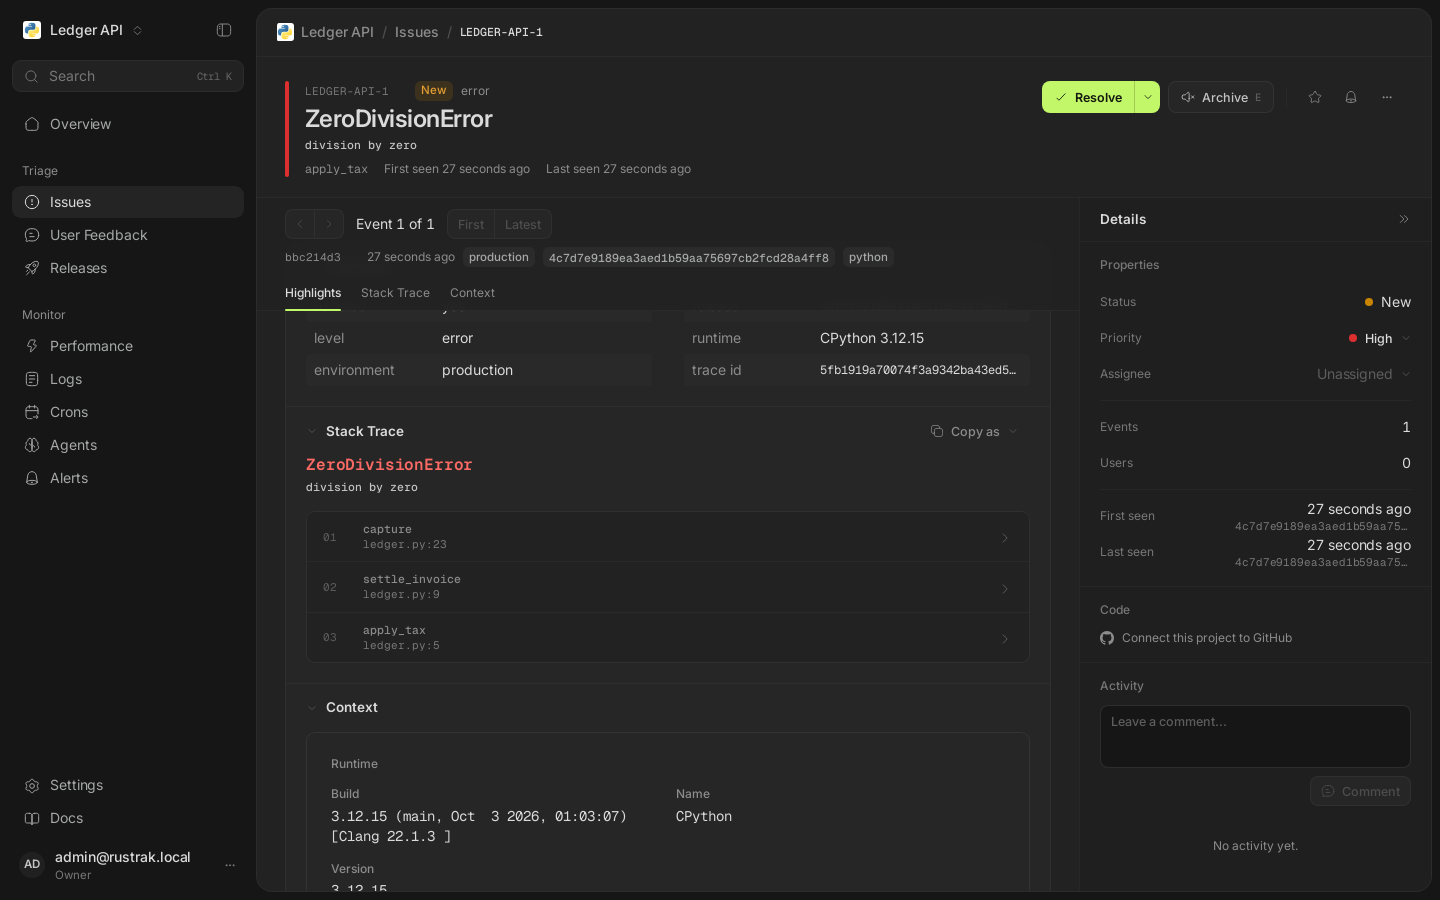 Ledger API
Search Ctrl K
Overview
Triage
Issues
User Feedback
Releases
Monitor
Performance
Logs
Crons
Agents
Alerts
Settings
Docs
AD admin@rustrak.local
Owner
Ledger API / Issues / LEDGER-API-1
LEDGER-API-1 New error
ZeroDivisionError
division by zero
apply_tax First seen 27 seconds ago Last seen 27 seconds ago
Resolve Archive E
Event 1 of 1 First Latest
bbc214d3 27 seconds ago production 4c7d7e9189ea3aed1b59aa75697cb2fcd28a4ff8 python
Highlights Stack Trace Context
level error runtime CPython 3.12.15
environment production trace id 5fb1919a70074f3a9342ba43ed5…
Stack Trace Copy as
ZeroDivisionError
division by zero
01 capture
ledger.py:23
02 settle_invoice
ledger.py:9
03 apply_tax
ledger.py:5
Context
Runtime
Build Name
3.12.15 (main, Oct  3 2026, 01:03:07) CPython
[Clang 22.1.3 ]
Version
3.12.15
Details
Properties
Status New
Priority High
Assignee Unassigned
Events 1
Users 0
First seen 27 seconds ago
4c7d7e9189ea3aed1b59aa75…
Last seen 27 seconds ago
4c7d7e9189ea3aed1b59aa75…
Code
Connect this project to GitHub
Activity
Leave a comment...
Comment
No activity yet.